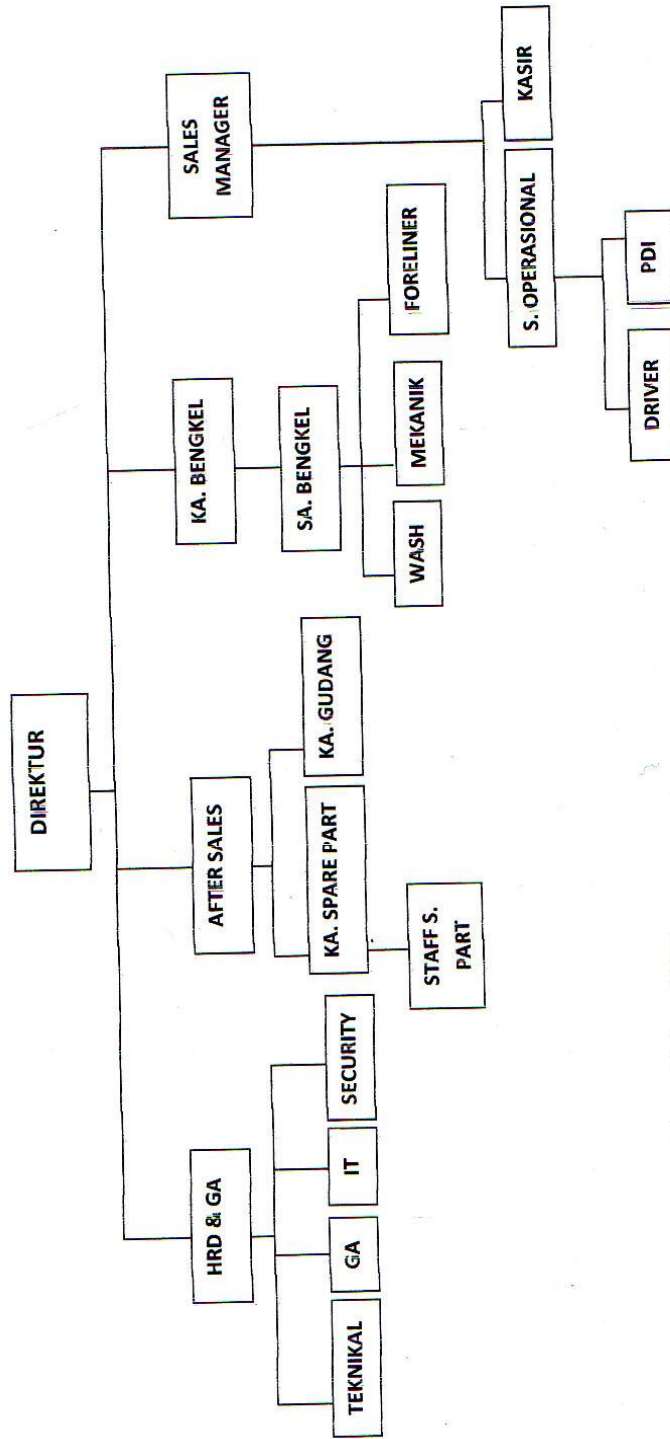 DIREKTUR
HRD & GA
AFTER SALES
KA. BENGKEL
SALES
MANAGER
TEKNIKAL
GA
IT
SECURITY
KA. SPARE PART
KA. GUDANG
STAFF S.
PART
SA. BENGKEL
WASH
MEKANIK
FORELINER
S. OPERASIONAL
KASIR
DRIVER
PDI